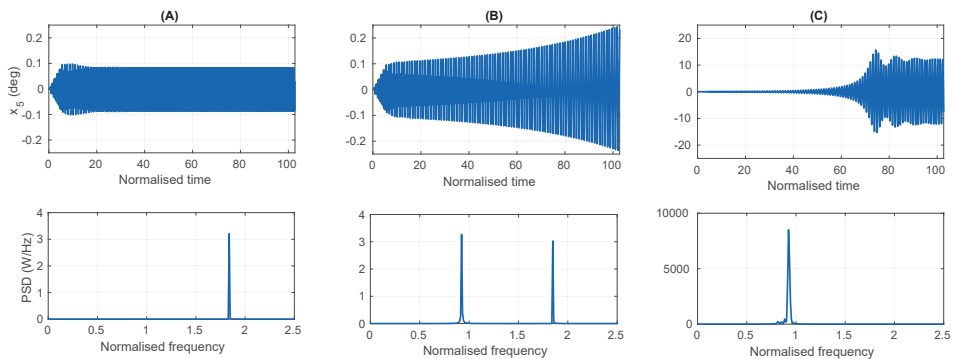 (A) (B) (C)
0.2 0.2 20
0.1 0.1 10
0 0 0
-0.1 -0.1 -10
-0.2 -0.2 -20
x5 (deg)
0 20 40 60 80 100 0 20 40 60 80 100 0 20 40 60 80 100
Normalised time Normalised time Normalised time
4 4 10000
3 3
2 2 5000
1 1
0 0 0
PSD (W/Hz)
0 0.5 1 1.5 2 2.5 0 0.5 1 1.5 2 2.5 0 0.5 1 1.5 2 2.5
Normalised frequency Normalised frequency Normalised frequency